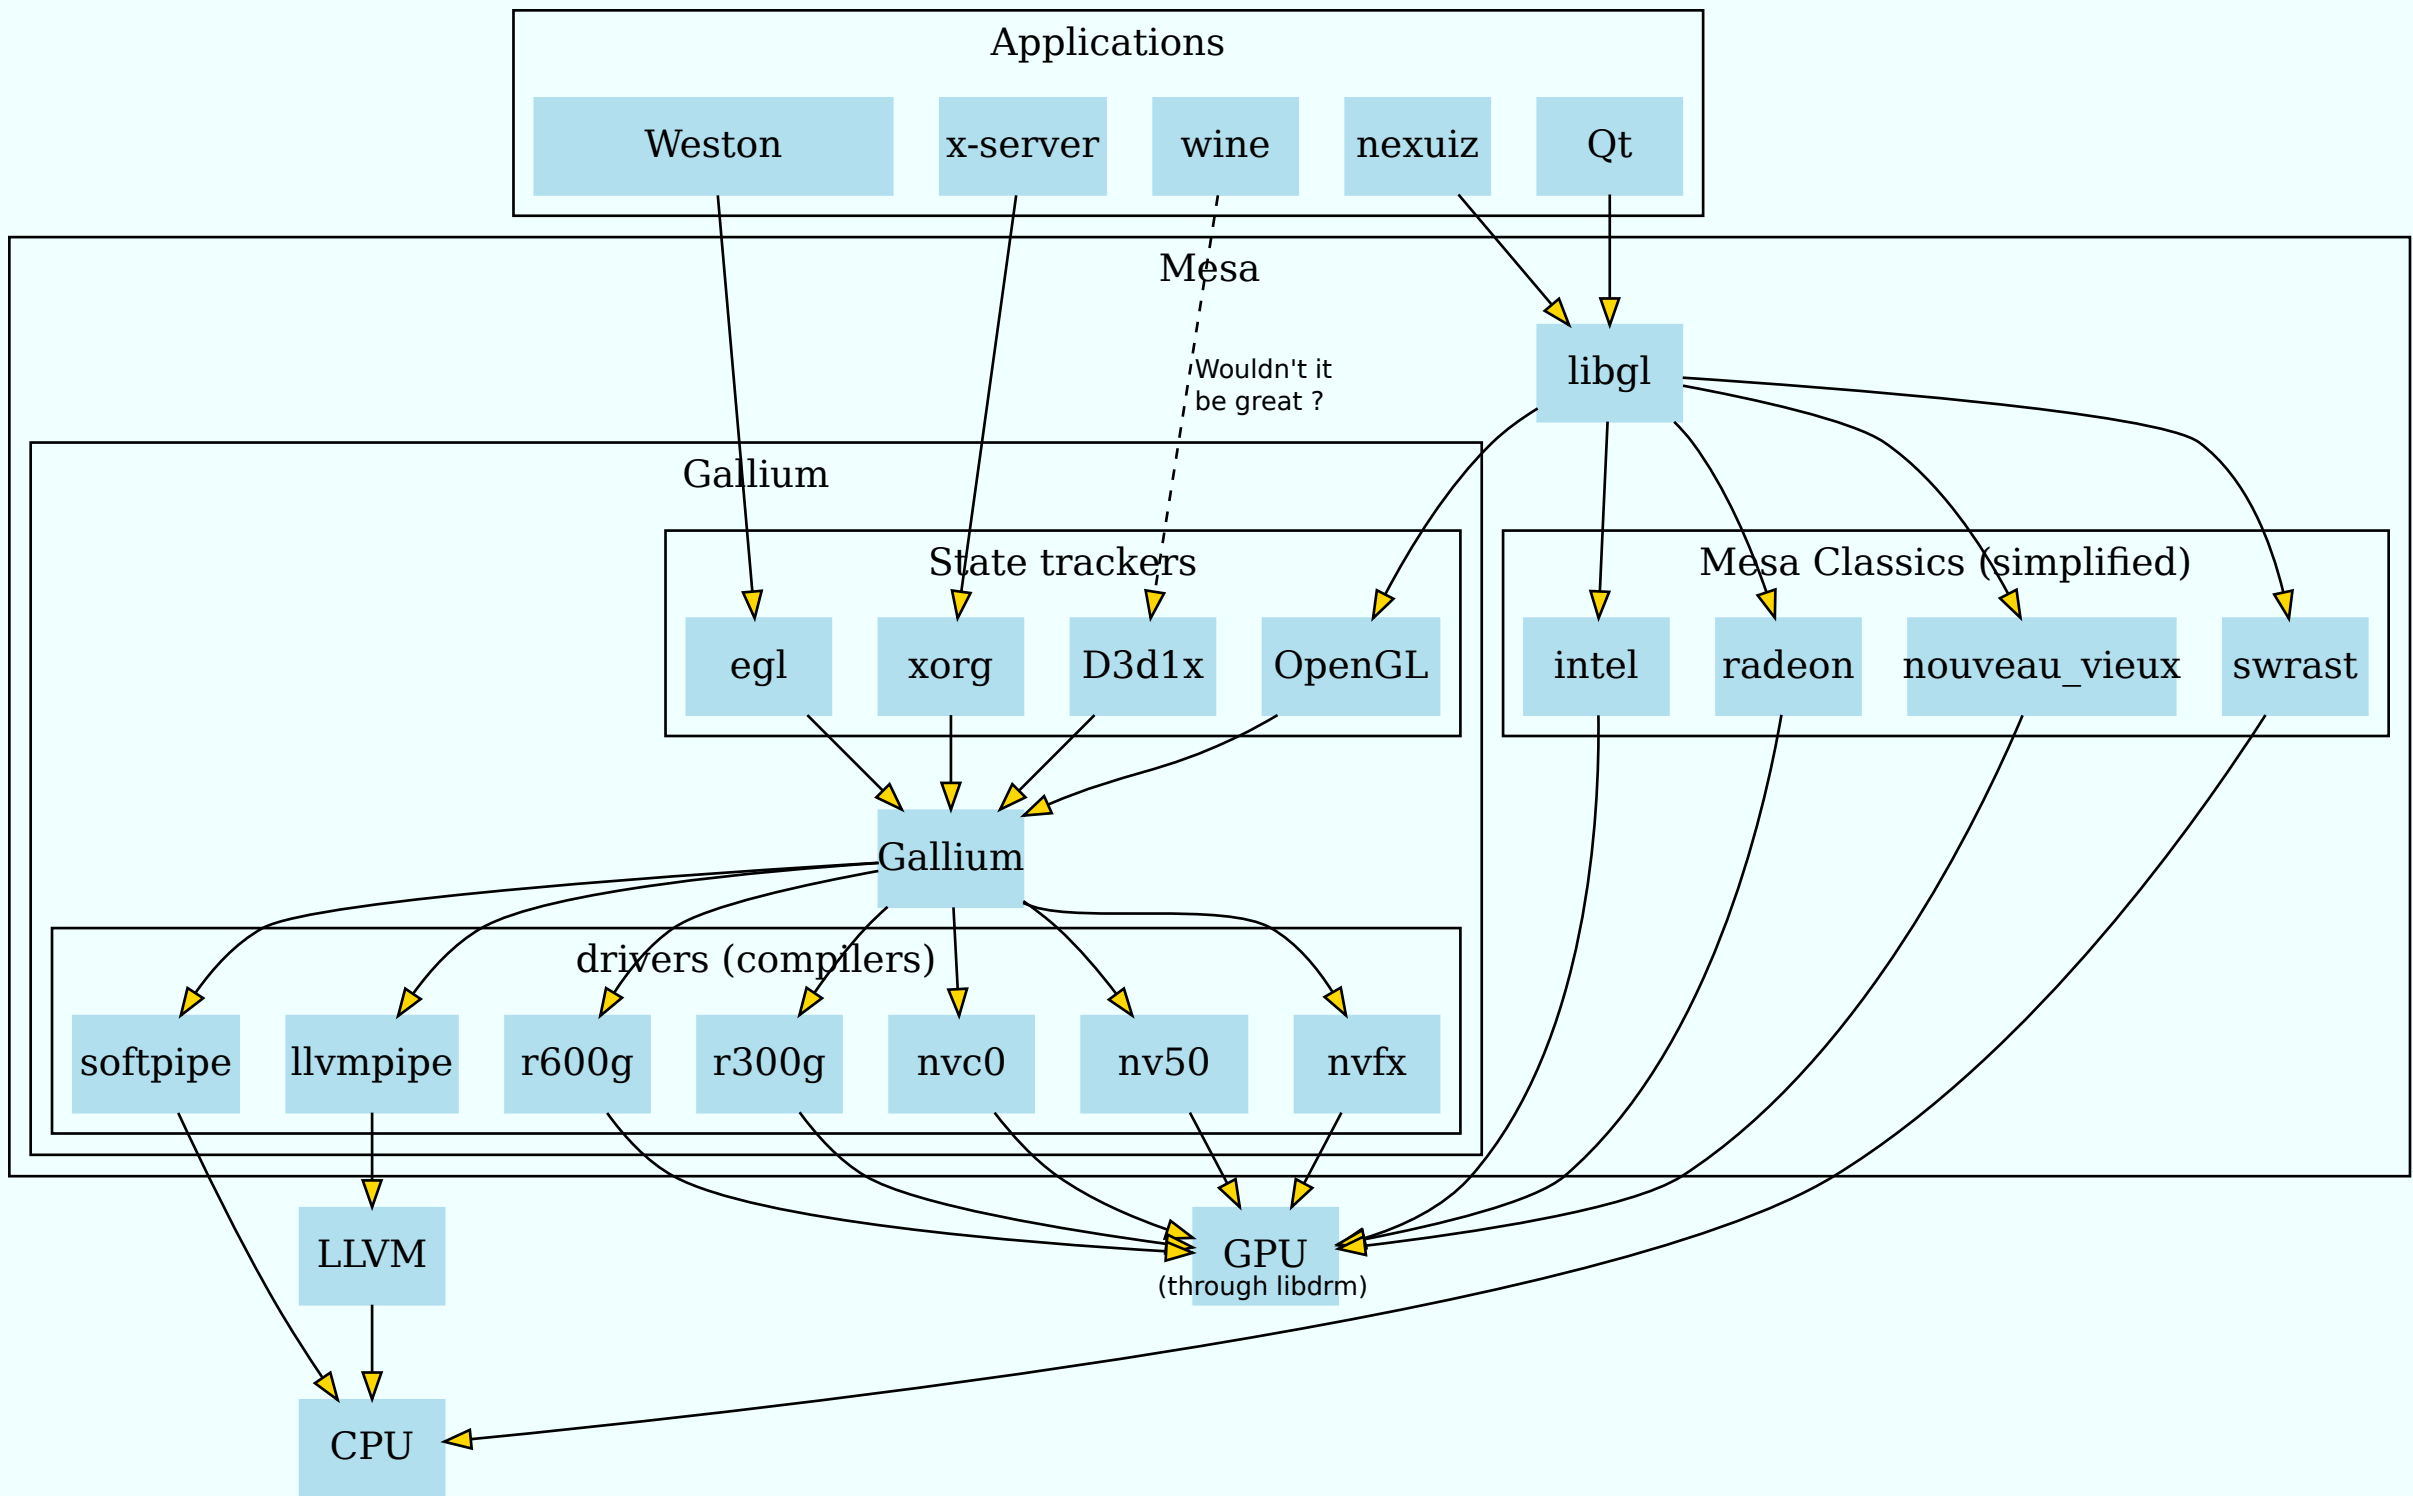 Applications
Weston
x-server
wine
nexuiz
Qt
Mesa
Wouldn't it
be great ?
libgl
Gallium
State trackers
Mesa Classics (simplified)
egl
xorg
D3d1x
OpenGL
intel
radeon
nouveau_vieux
swrast
Gallium
drivers (compilers)
softpipe
llvmpipe
r600g
r300g
nvc0
nv50
nvfx
LLVM
GPU
(through libdrm)
CPU